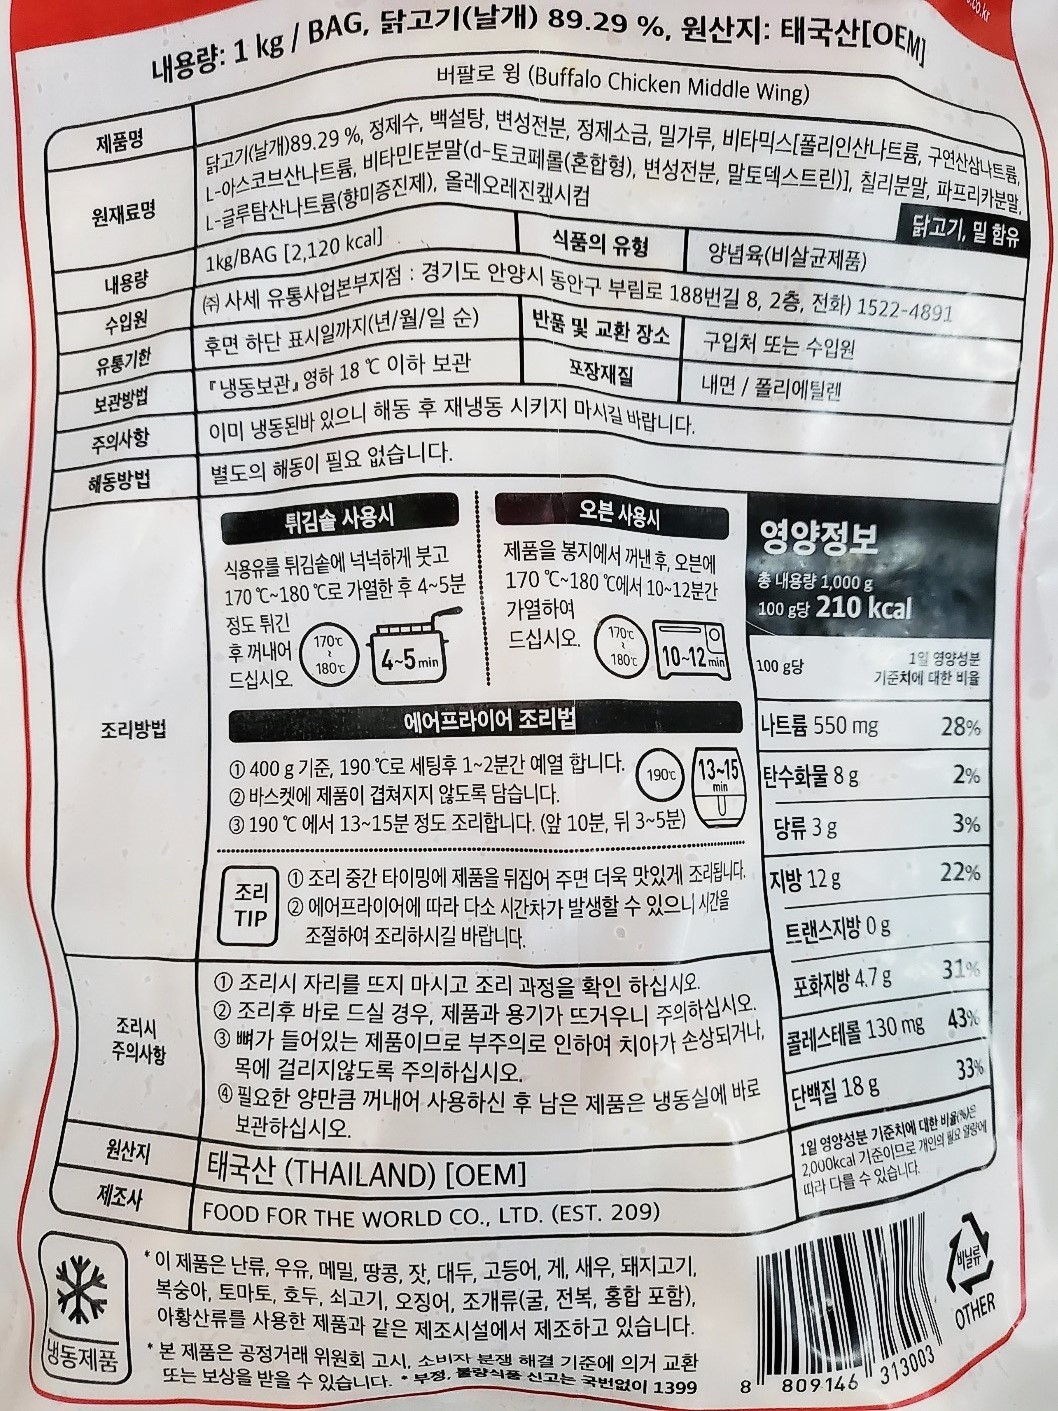 .co.kr
내용량: 1 kg / BAG, 닭고기(날개) 89.29 %, 원산지: 태국산[OEM]
제품명
버팔로 윙 (Buffalo Chicken Middle Wing)
원재료명
닭고기(날개)89.29 %, 정제수, 백설탕, 변성전분, 정제소금, 밀가루, 비타믹스[폴리인산나트륨, 구연산삼나트륨,
L-아스코브산나트륨, 비타민E분말(d-토코페롤(혼합형), 변성전분, 말토덱스트린)], 칠리분말, 파프리카분말,
L-글루탐산나트륨(향미증진제), 올레오레진캪시컴
닭고기, 밀 함유
내용량
1kg/BAG [2,120 kcal]
식품의 유형
양념육(비살균제품)
수입원
㈜ 사세 유통사업본부지점 : 경기도 안양시 동안구 부림로 188번길 8, 2층, 전화) 1522-4891
유통기한
후면 하단 표시일까지(년/월/일 순)
반품 및 교환 장소
구입처 또는 수입원
보관방법
『냉동보관』 영하 18 ℃ 이하 보관
포장재질
내면 / 폴리에틸렌
주의사항
이미 냉동된바 있으니 해동 후 재냉동 시키지 마시길 바랍니다.
해동방법
별도의 해동이 필요 없습니다.
조리방법
튀김솥 사용시
식용유를 튀김솥에 넉넉하게 붓고
170 ℃~180 ℃로 가열한 후 4~5분
정도 튀긴
후 꺼내어
드십시오
170℃
~
180℃
4~5 min
오븐 사용시
제품을 봉지에서 꺼낸 후, 오븐에
170 ℃~180 ℃에서 10~12분간
가열하여
드십시오.
170℃
~
180℃
10~12 min
에어프라이어 조리법
① 400 g 기준, 190 ℃로 세팅후 1~2분간 예열 합니다.
② 바스켓에 제품이 겹쳐지지 않도록 담습니다.
③ 190 ℃ 에서 13~15분 정도 조리합니다. (앞 10분, 뒤 3~5분)
190℃
13~15
min
조리
TIP
① 조리 중간 타이밍에 제품을 뒤집어 주면 더욱 맛있게 조리됩니다.
② 에어프라이어에 따라 다소 시간차가 발생할 수 있으니 시간을
조절하여 조리하시길 바랍니다.
영양정보
총 내용량 1,000 g
100 g당 210 kcal
100 g당
1일 영양성분
기준치에 대한 비율
나트륨 550 mg 28%
탄수화물 8 g 2%
당류 3 g 3%
지방 12 g 22%
트랜스지방 0 g
포화지방 4.7 g 31%
콜레스테롤 130 mg 43%
단백질 18 g 33%
1일 영양성분 기준치에 대한 비율(%)은
2,000kcal 기준이므로 개인의 필요 열량에
따라 다를 수 있습니다.
조리시
주의사항
① 조리시 자리를 뜨지 마시고 조리 과정을 확인 하십시오.
② 조리후 바로 드실 경우, 제품과 용기가 뜨거우니 주의하십시오.
③ 뼈가 들어있는 제품이므로 부주의로 인하여 치아가 손상되거나,
목에 걸리지않도록 주의하십시오.
④ 필요한 양만큼 꺼내어 사용하신 후 남은 제품은 냉동실에 바로
보관하십시오.
원산지
태국산 (THAILAND) [OEM]
제조사
FOOD FOR THE WORLD CO., LTD. (EST. 209)
냉동제품
* 이 제품은 난류, 우유, 메밀, 땅콩, 잣, 대두, 고등어, 게, 새우, 돼지고기,
복숭아, 토마토, 호두, 쇠고기, 오징어, 조개류(굴, 전복, 홍합 포함),
아황산류를 사용한 제품과 같은 제조시설에서 제조하고 있습니다.
* 본 제품은 공정거래 위원회 고시, 소비자 분쟁 해결 기준에 의거 교환
또는 보상을 받을 수 있습니다. * 부정, 불량식품 신고는 국번없이 1399
8 809146 313003
비닐류
OTHER